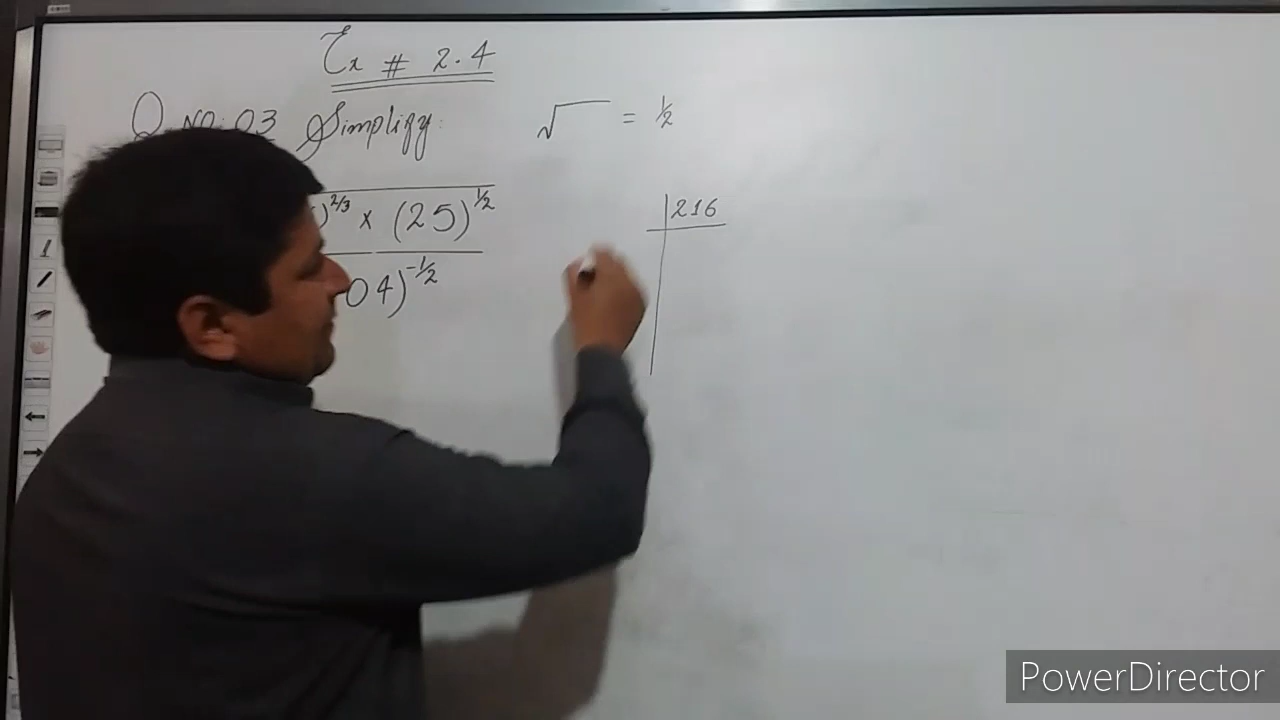 Ex # 2.4
Q No: 03 Simplify:
√ = 1/2
)^2/3 × (25)^1/2
04)^-1/2
216
PowerDirector